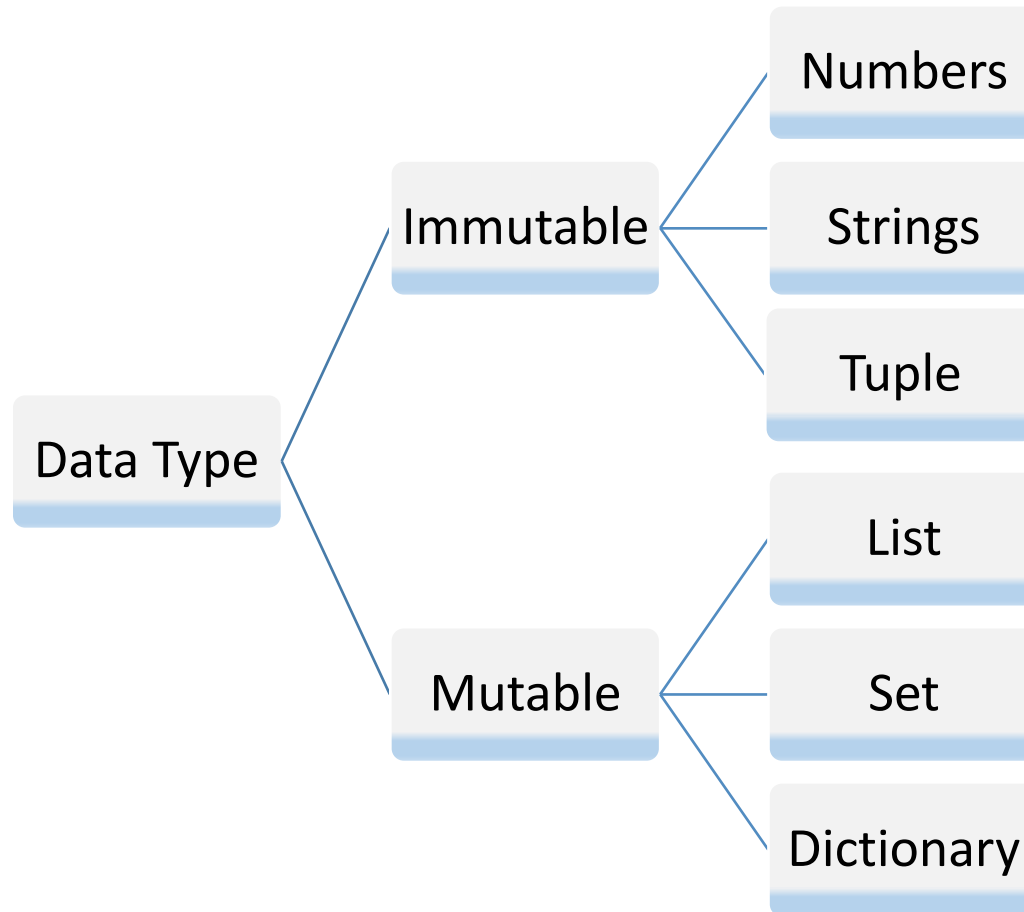 Data Type
Immutable
Numbers
Strings
Tuple
Mutable
List
Set
Dictionary